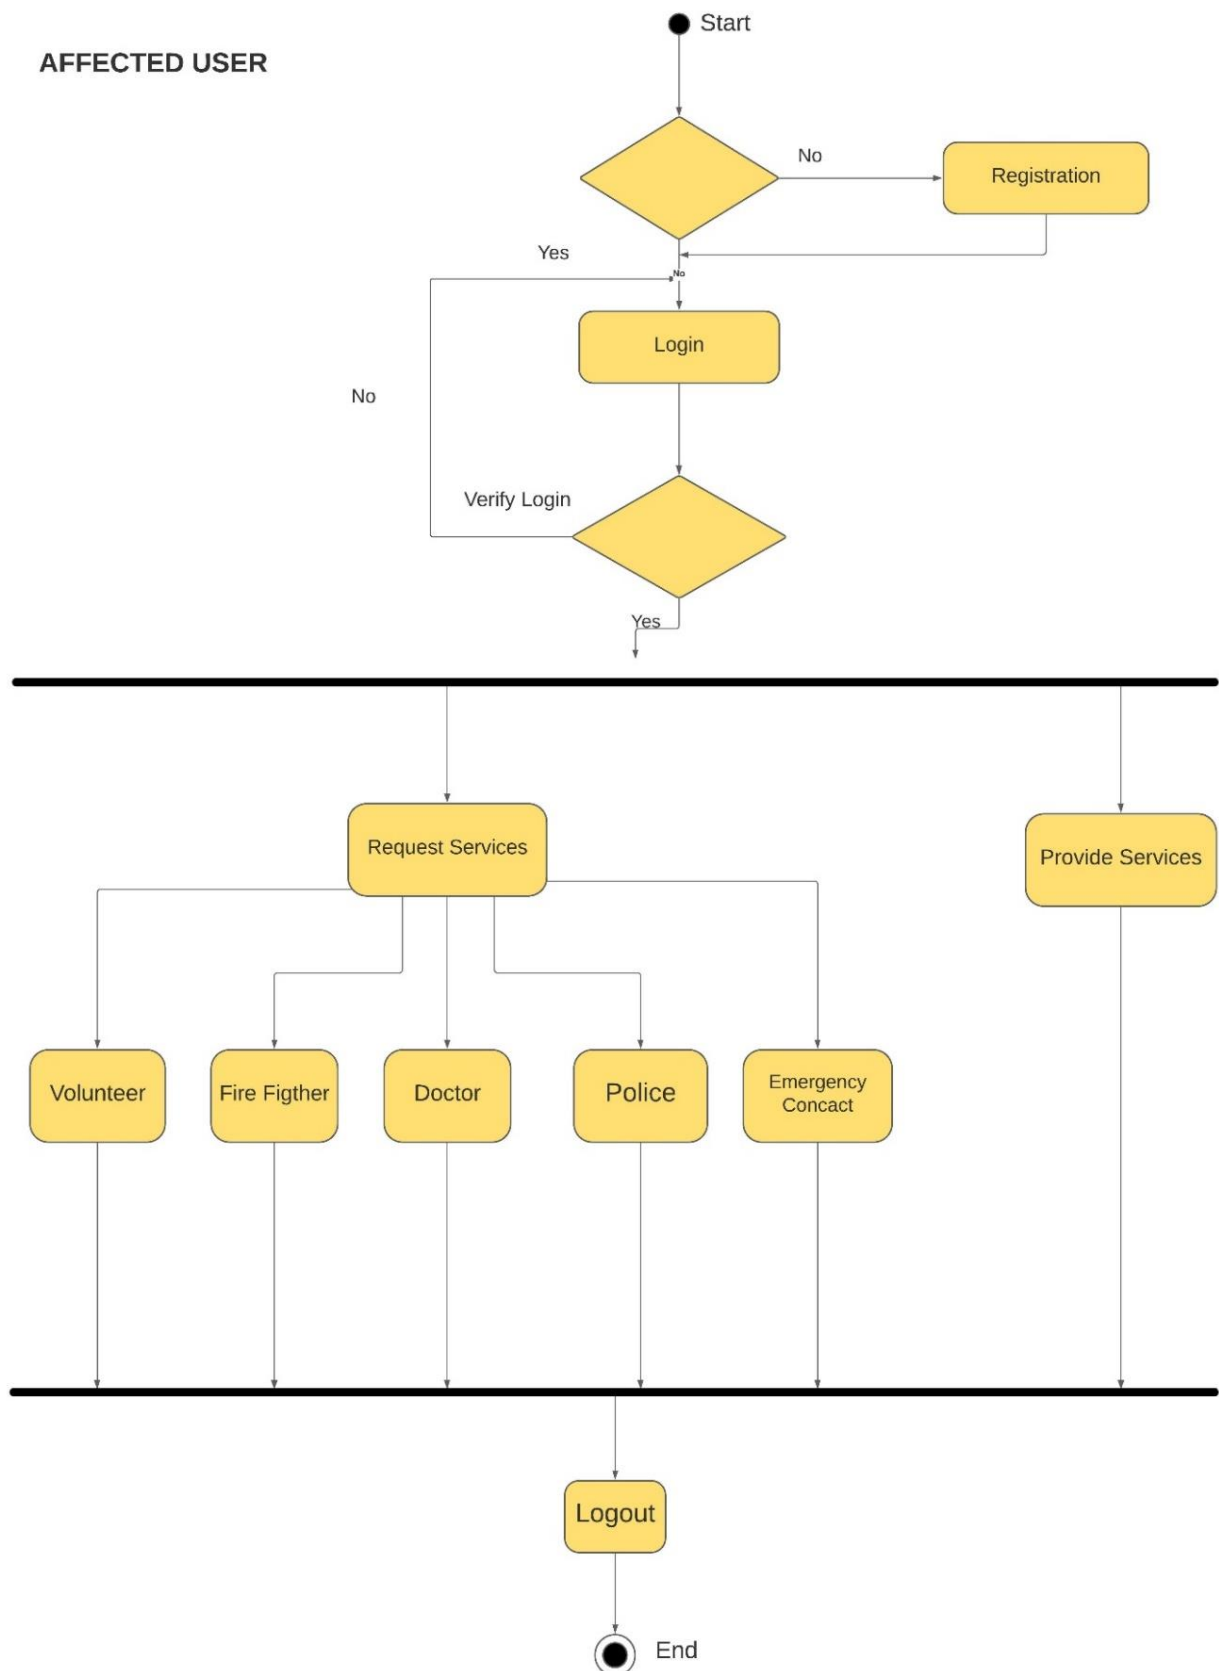 Start
AFFECTED USER
No
Registration
Yes
No
Login
No
Verify Login
Yes
Request Services
Provide Services
Volunteer
Fire Figther
Doctor
Police
Emergency
Concact
Logout
End